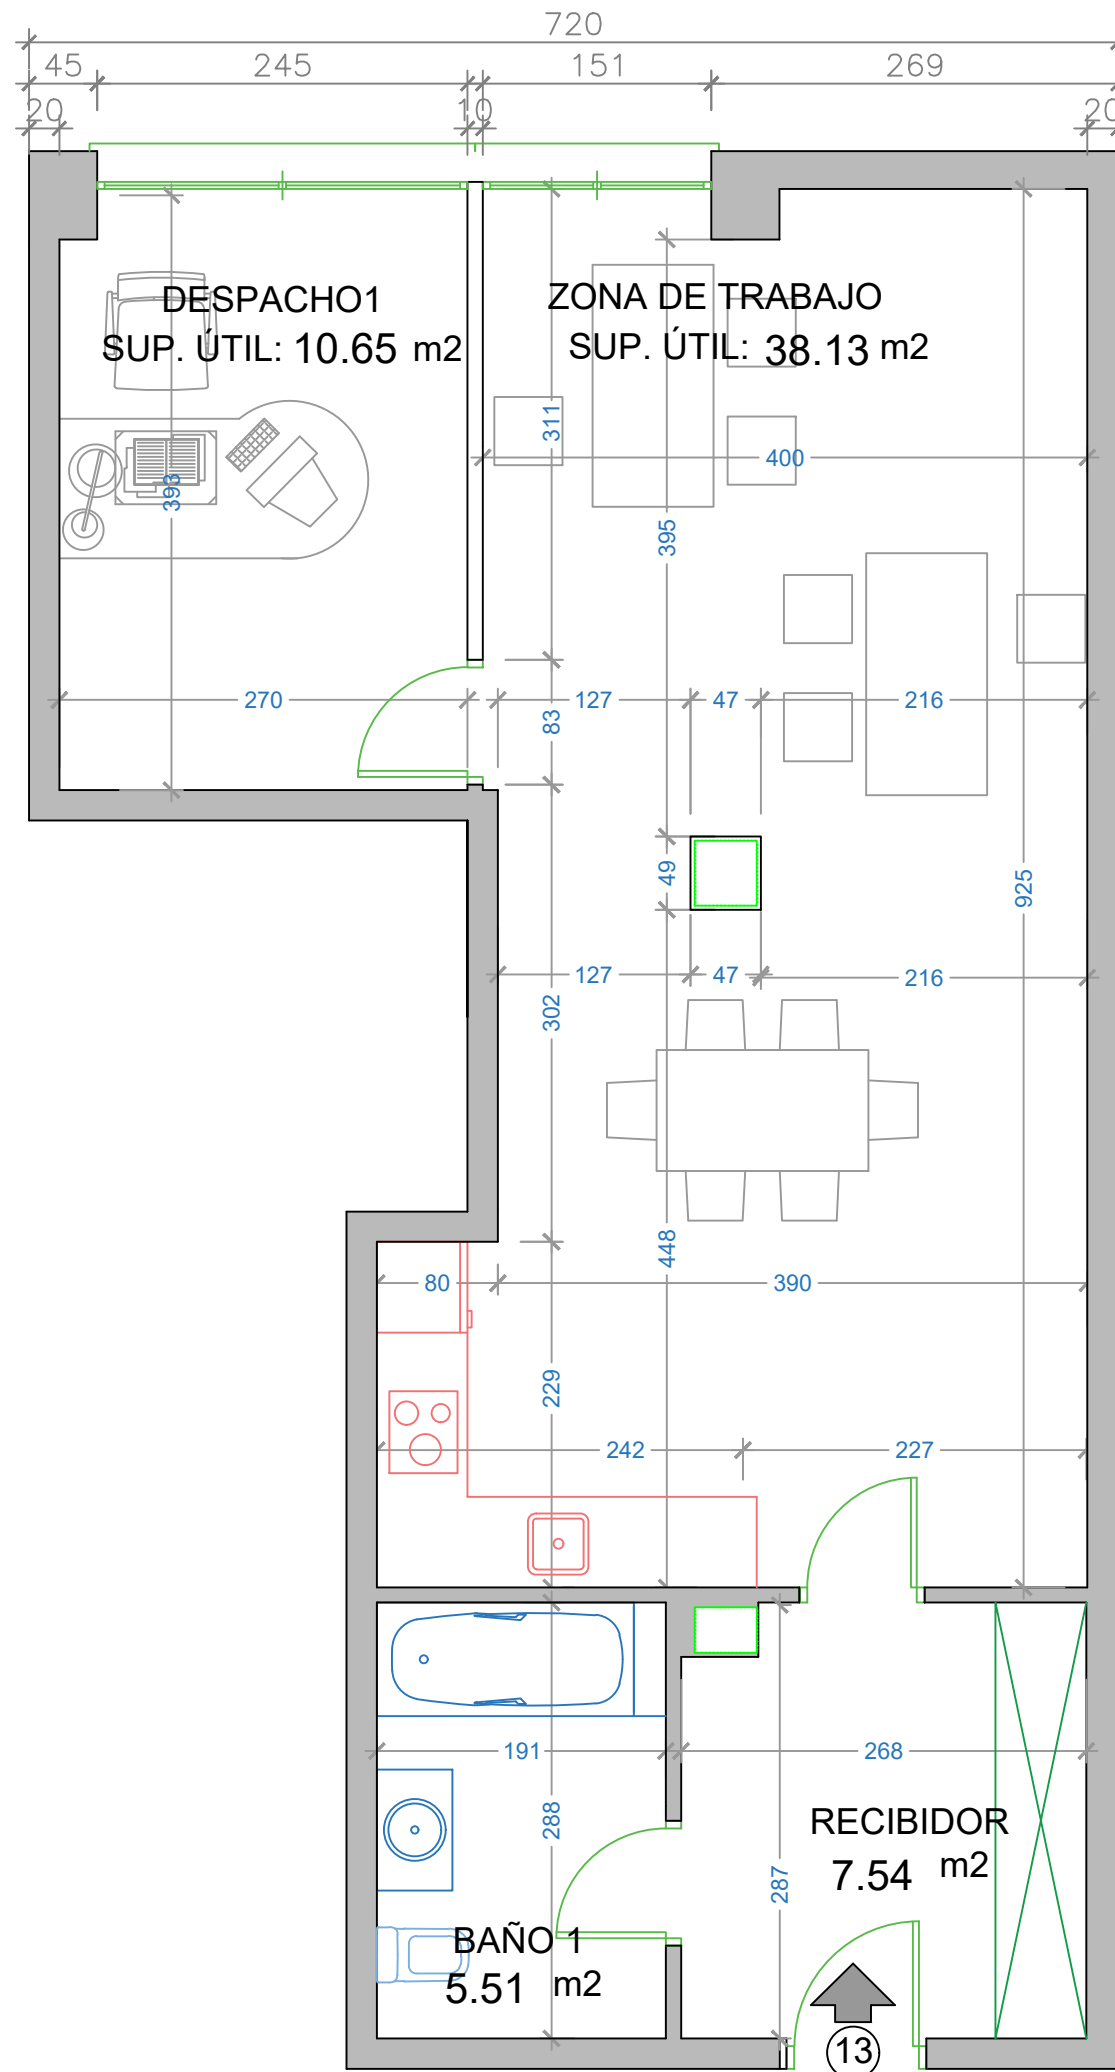 720
45 245 151 269
20 10 20
DESPACHO1
SUP. ÚTIL: 10.65 m2
ZONA DE TRABAJO
SUP. ÚTIL: 38.13 m2
311
400
393
395
270
83
127 47 216
49
925
127 47 216
302
448
80 390
229
242 227
191 268
288
287
RECIBIDOR
7.54 m2
BAÑO 1
5.51 m2
13